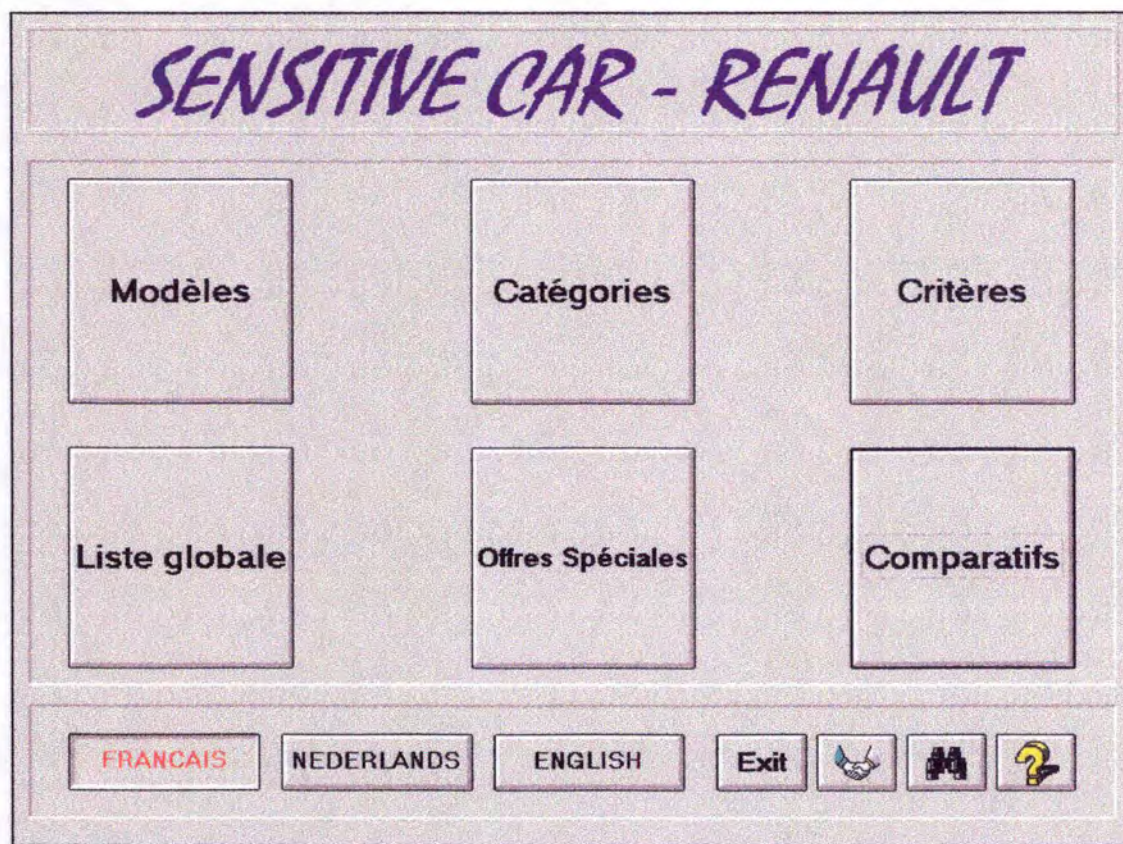 SENSITIVE CAR - RENAULT
Modèles
Catégories
Critères
Liste globale
Offres Spéciales
Comparatifs
FRANCAIS
NEDERLANDS
ENGLISH
Exit